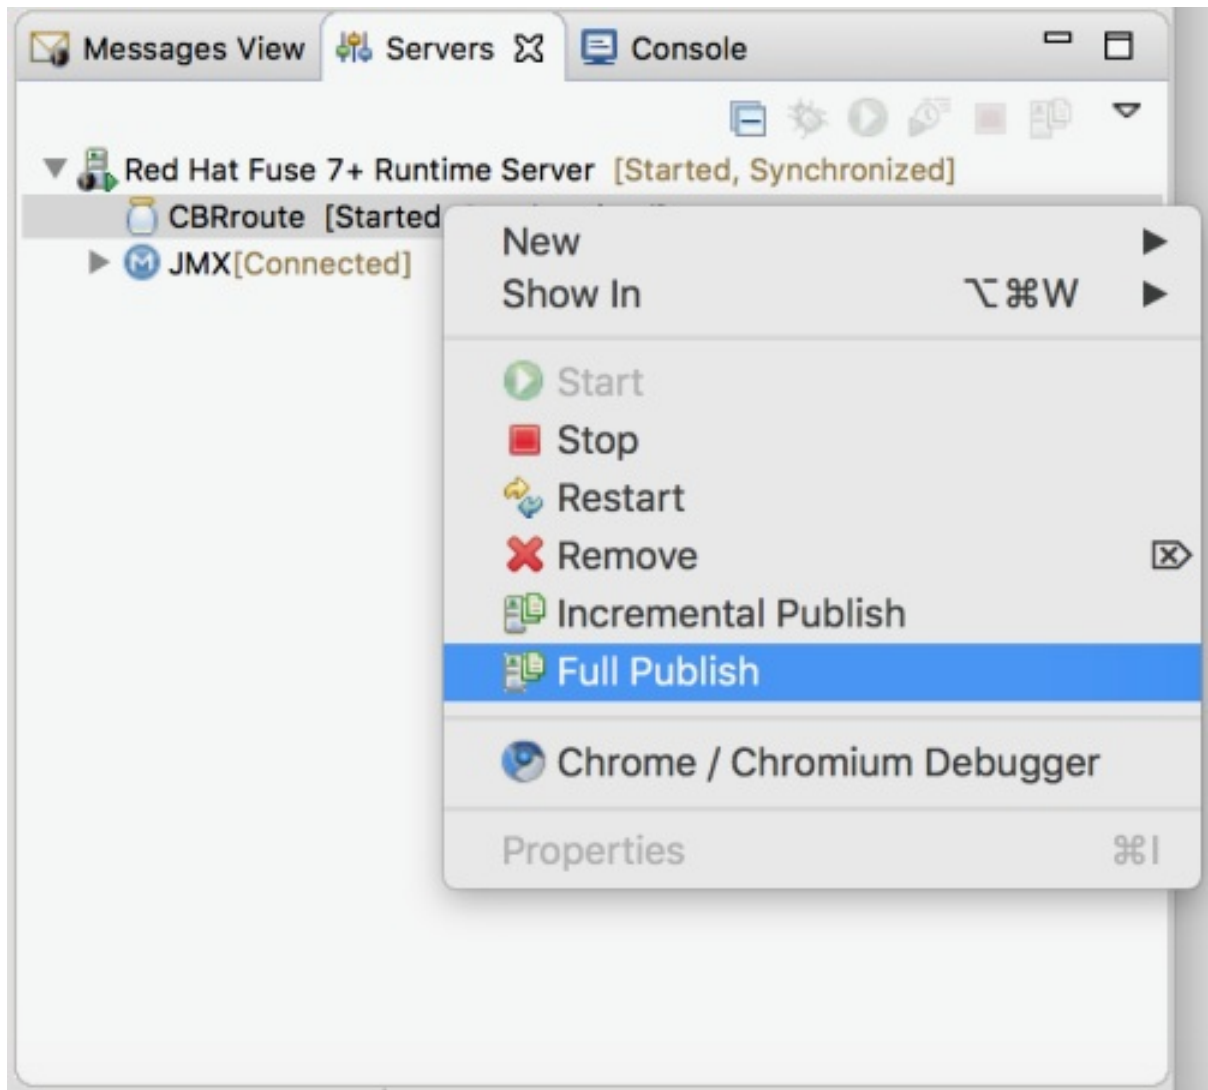 Messages View Servers Console
Red Hat Fuse 7+ Runtime Server [Started, Synchronized]
CBRroute [Started
JMX[Connected]
New
Show In ⌥⌘W
Start
Stop
Restart
Remove
Incremental Publish
Full Publish
Chrome / Chromium Debugger
Properties ⌘I